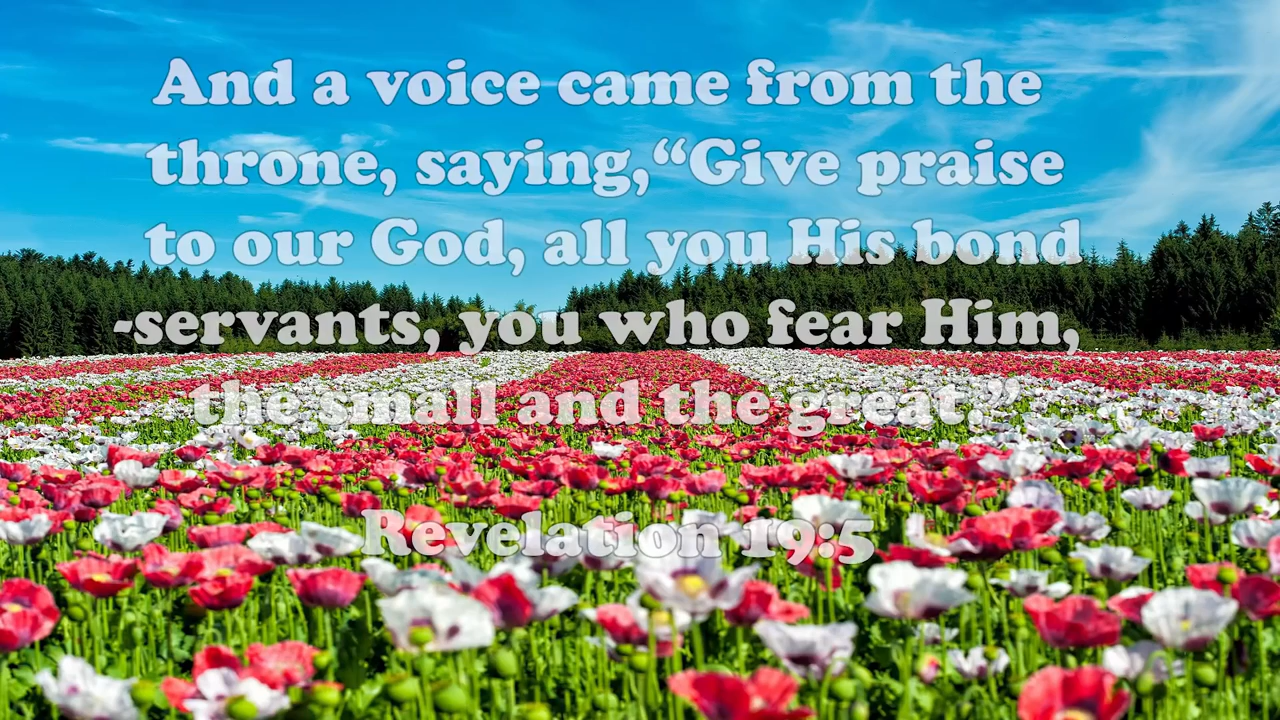 And a voice came from the
throne, saying,“Give praise
to our God, all you His bond
-servants, you who fear Him,
the small and the great.”
Revelation 19:5